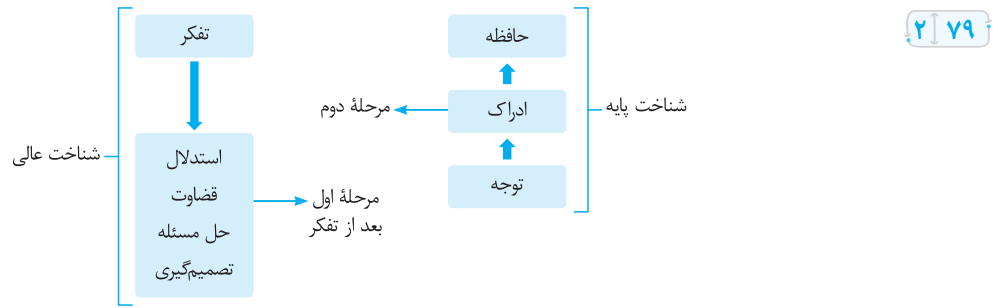 ۷۹ ۲
شناخت پایه
حافظه
ادراک
توجه
مرحلهٔ دوم
تفکر
استدلال
قضاوت
حل مسئله
تصمیم‌گیری
مرحلهٔ اول
بعد از تفکر
شناخت عالی